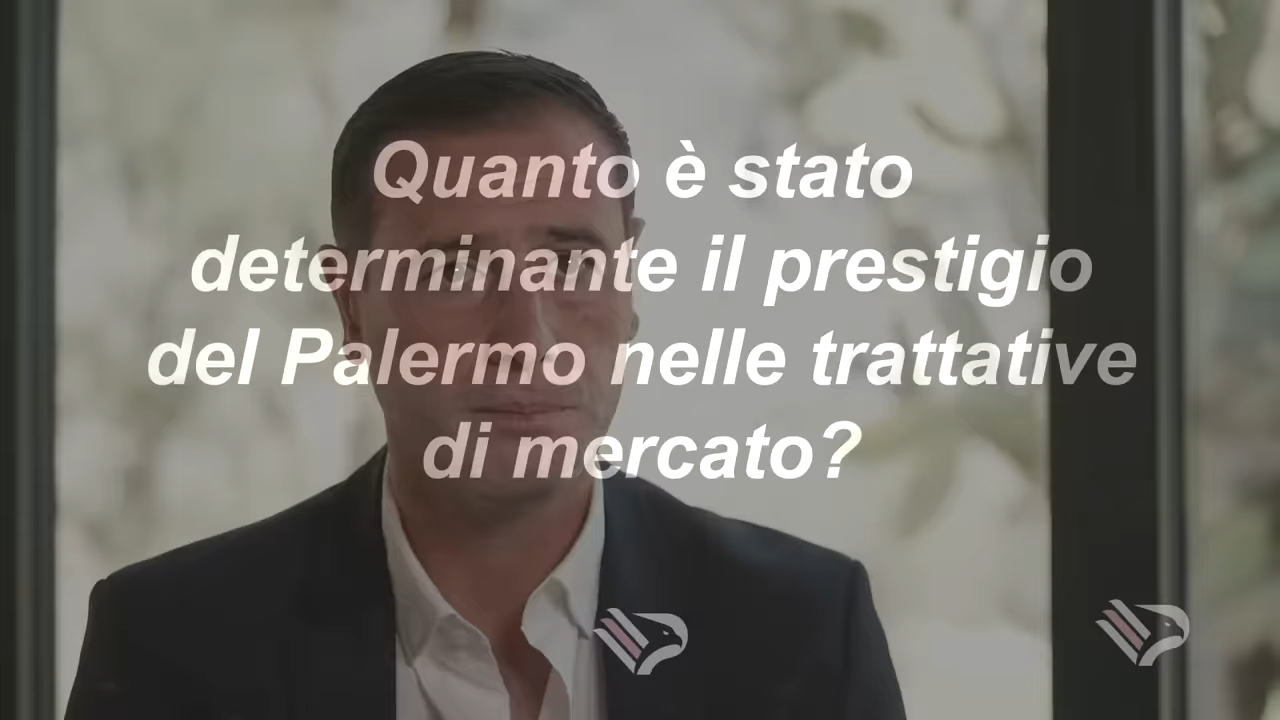 Quanto è stato
determinante il prestigio
del Palermo nelle trattative
di mercato?